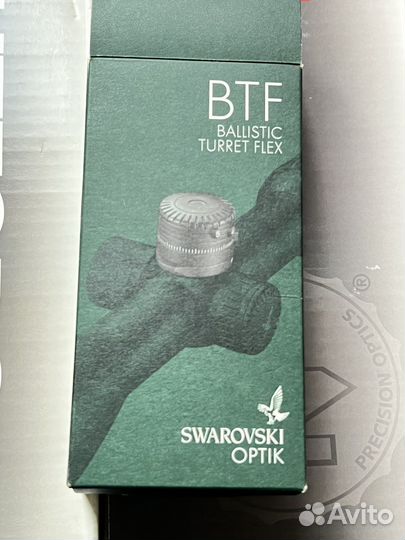 BTF
BALLISTIC
TURRET FLEX
SWAROVSKI
OPTIK
PRECISION OPTICS
Avito